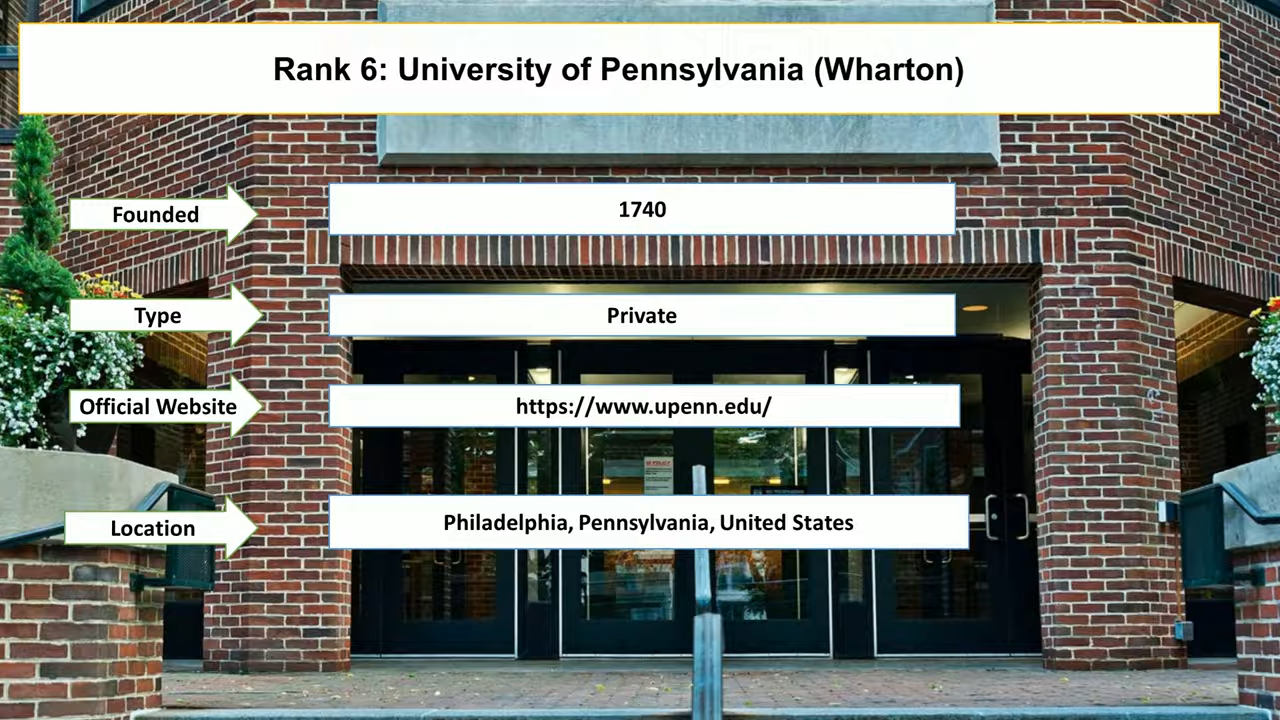 Rank 6: University of Pennsylvania (Wharton)
Founded
1740
Type
Private
Official Website
https://www.upenn.edu/
Location
Philadelphia, Pennsylvania, United States